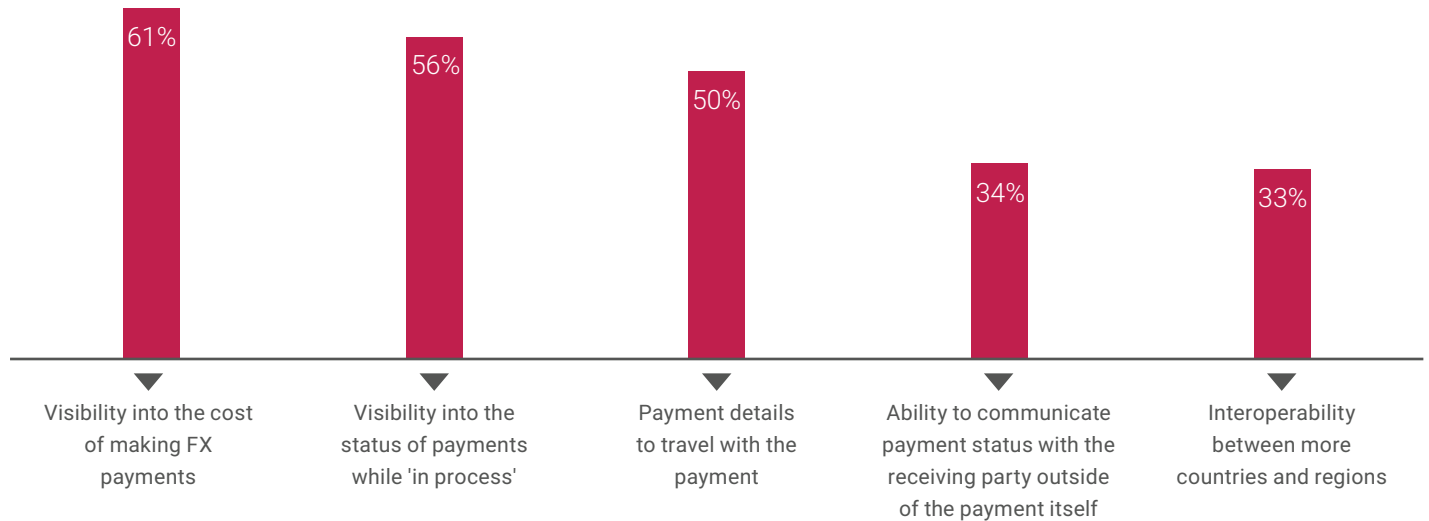 61%
56%
50%
34%
33%
Visibility into the cost
of making FX
payments
Visibility into the
status of payments
while 'in process'
Payment details
to travel with the
payment
Ability to communicate
payment status with the
receiving party outside
of the payment itself
Interoperability
between more
countries and regions